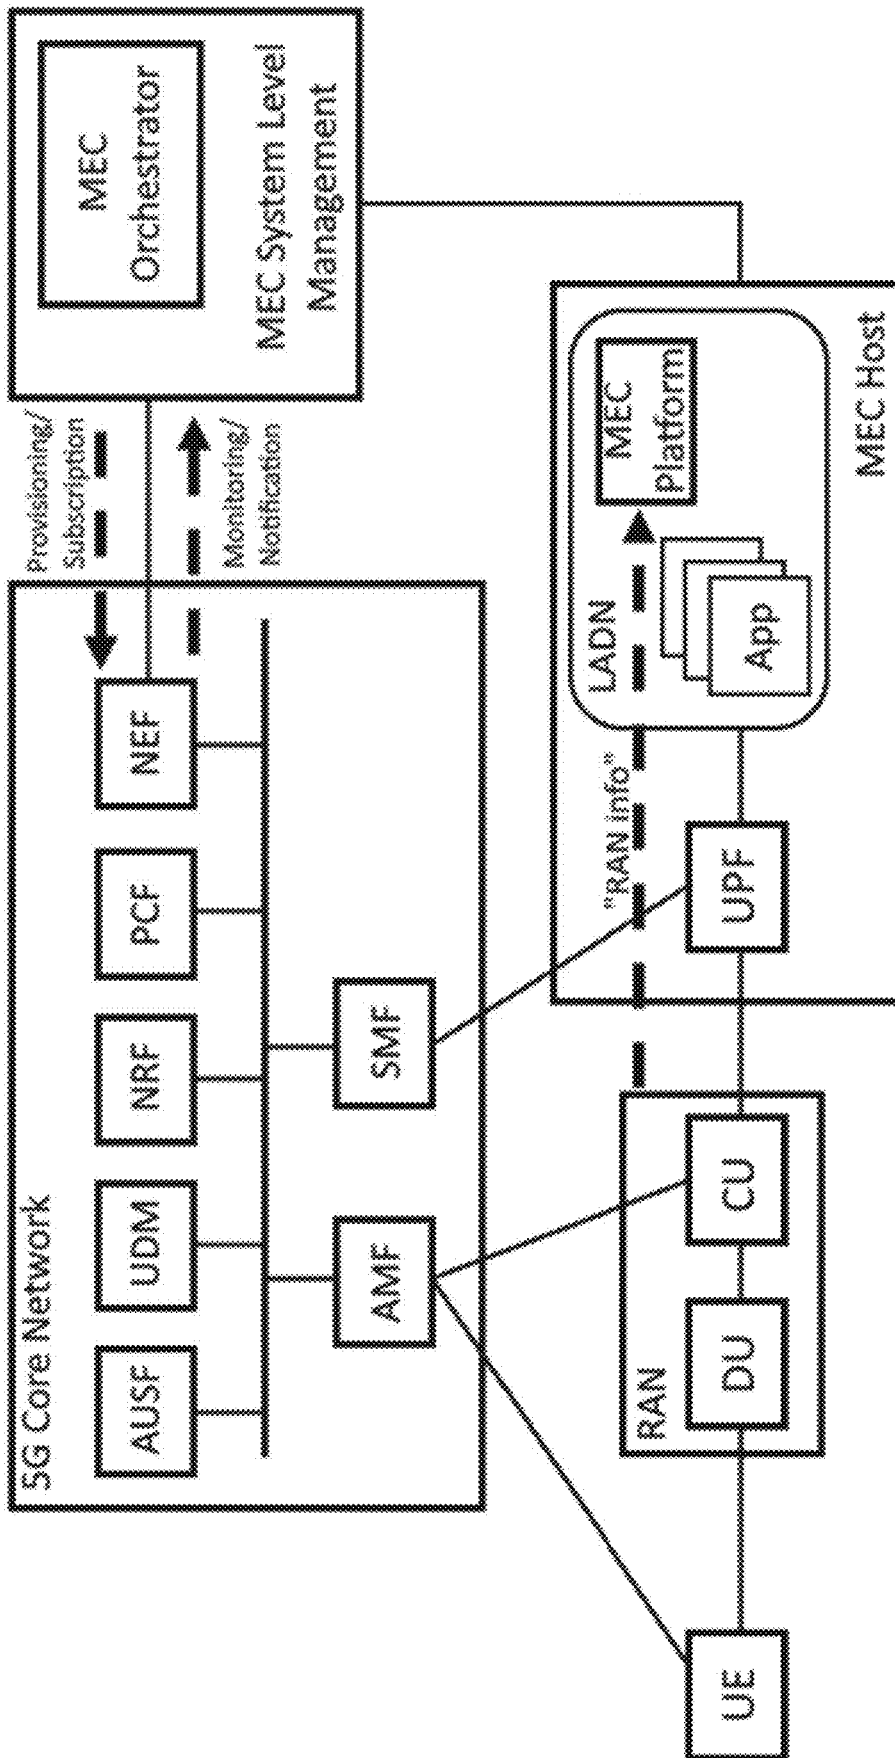 5G Core Network
AUSF
UDM
NRF
PCF
NEF
AMF
SMF
Provisioning/
Subscription
Monitoring/
Notification
MEC
Orchestrator
MEC System Level
Management
UE
RAN
DU
CU
"RAN info"
UPF
LADN
App
MEC
Platform
MEC Host